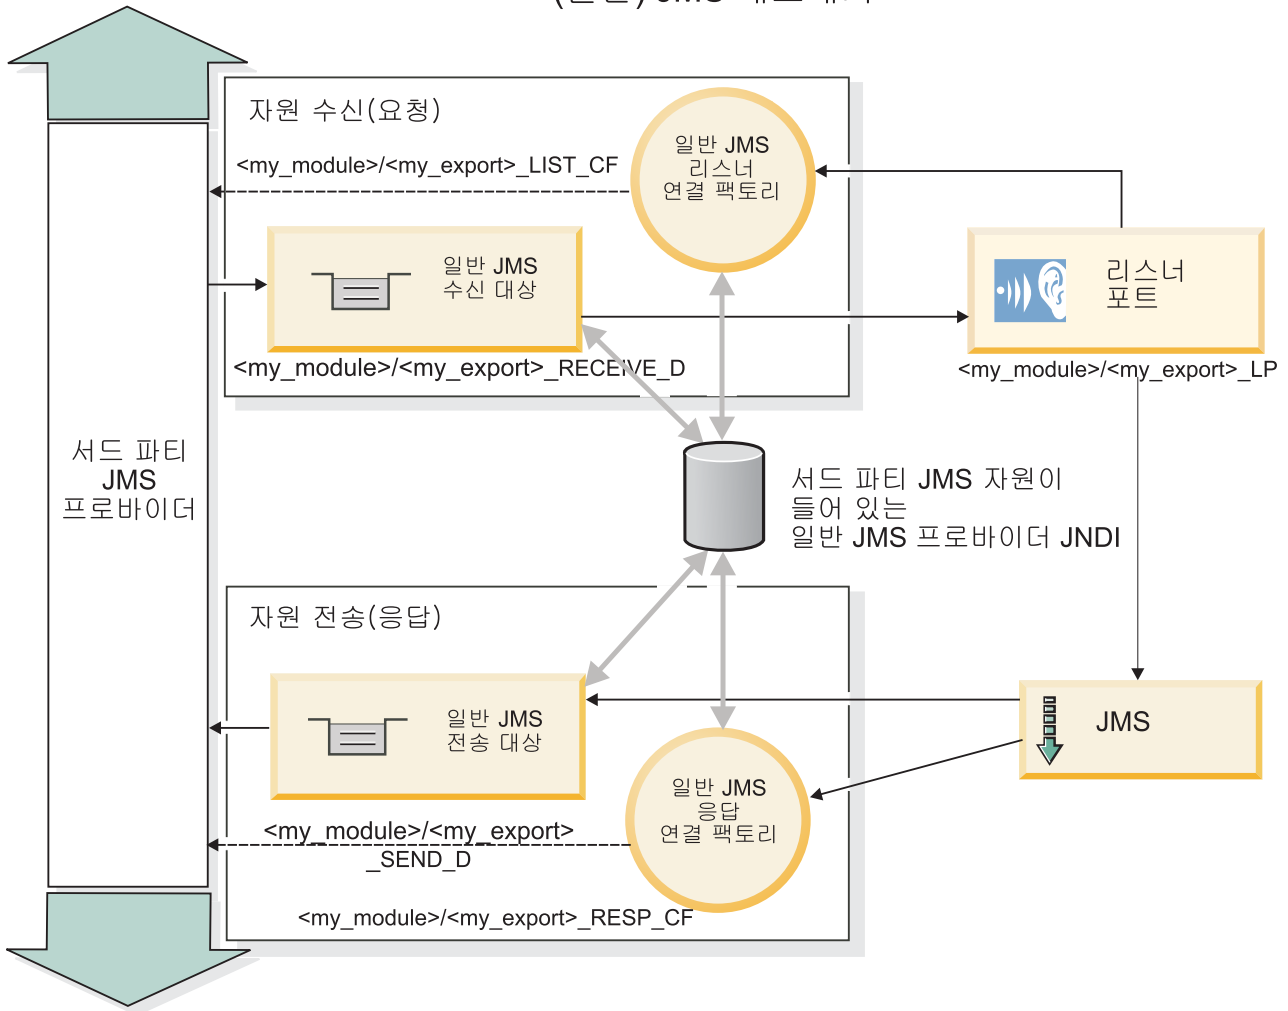 자원 수신(요청)
<my_module>/<my_export>_LIST_CF
일반 JMS
리스너
연결 팩토리
일반 JMS
수신 대상
<my_module>/<my_export>_RECEIVE_D
리스너
포트
<my_module>/<my_export>_LP
서드 파티
JMS
프로바이더
서드 파티 JMS 자원이
들어 있는
일반 JMS 프로바이더 JNDI
자원 전송(응답)
일반 JMS
전송 대상
JMS
일반 JMS
응답
연결 팩토리
<my_module>/<my_export>
_SEND_D
<my_module>/<my_export>_RESP_CF